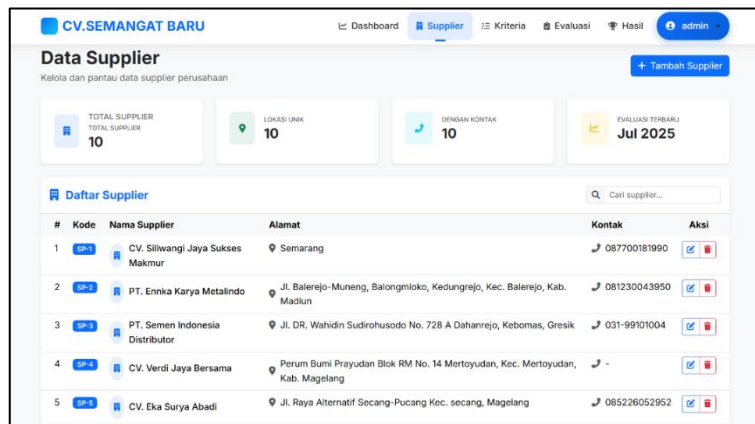 CV.SEMANGAT BARU
Dashboard Supplier Kriteria Evaluasi Hasil admin
Data Supplier
Kelola dan pantau data supplier perusahaan
+ Tambah Supplier
TOTAL SUPPLIER
TOTAL SUPPLIER
10
LOKASI UNIK
10
DENGAN KONTAK
10
EVALUASI TERBARU
Jul 2025
Daftar Supplier
Cari supplier...
# Kode Nama Supplier Alamat Kontak Aksi
1 SP-1 CV. Siliwangi Jaya Sukses Makmur Semarang 087700181990
2 SP-2 PT. Ennka Karya Metalindo Jl. Balerejo-Muneng, Balongmloko, Kedungrejo, Kec. Balerejo, Kab. Madiun 081230043950
3 SP-3 PT. Semen Indonesia Distributor Jl. DR. Wahidin Sudirohusodo No. 728 A Dahanrejo, Kebomas, Gresik 031-99101004
4 SP-4 CV. Verdi Jaya Bersama Perum Bumi Prayudan Blok RM No. 14 Mertoyudan, Kec. Mertoyudan, Kab. Magelang -
5 SP-5 CV. Eka Surya Abadi Jl. Raya Alternatif Secang-Pucang Kec. secang, Magelang 085226052952